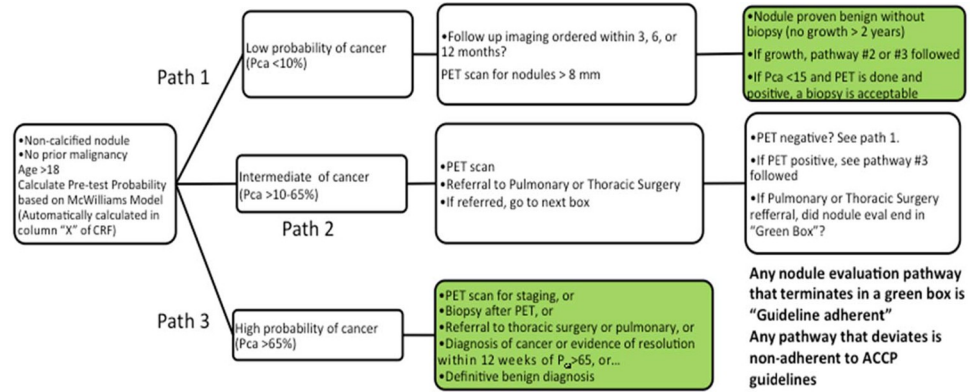 Path 1
Low probability of cancer
(Pca <10%)
•Follow up imaging ordered within 3, 6, or
12 months?
PET scan for nodules > 8 mm
•Nodule proven benign without
biopsy (no growth > 2 years)
•If growth, pathway #2 or #3 followed
•If Pca <15 and PET is done and
positive, a biopsy is acceptable
•Non-calcified nodule
•No prior malignancy
Age >18
Calculate Pre-test Probability
based on McWilliams Model
(Automatically calculated in
column “X” of CRF)
Intermediate of cancer
(Pca >10-65%)
Path 2
•PET scan
•Referral to Pulmonary or Thoracic Surgery
•If referred, go to next box
•PET negative? See path 1.
•If PET positive, see pathway #3
followed
•If Pulmonary or Thoracic Surgery
refferral, did nodule eval end in
“Green Box”?
Path 3
High probability of cancer
(Pca >65%)
•PET scan for staging, or
•Biopsy after PET, or
•Referral to thoracic surgery or pulmonary, or
•Diagnosis of cancer or evidence of resolution
within 12 weeks of Pca>65, or...
•Definitive benign diagnosis
Any nodule evaluation pathway
that terminates in a green box is
“Guideline adherent”
Any pathway that deviates is
non-adherent to ACCP
guidelines